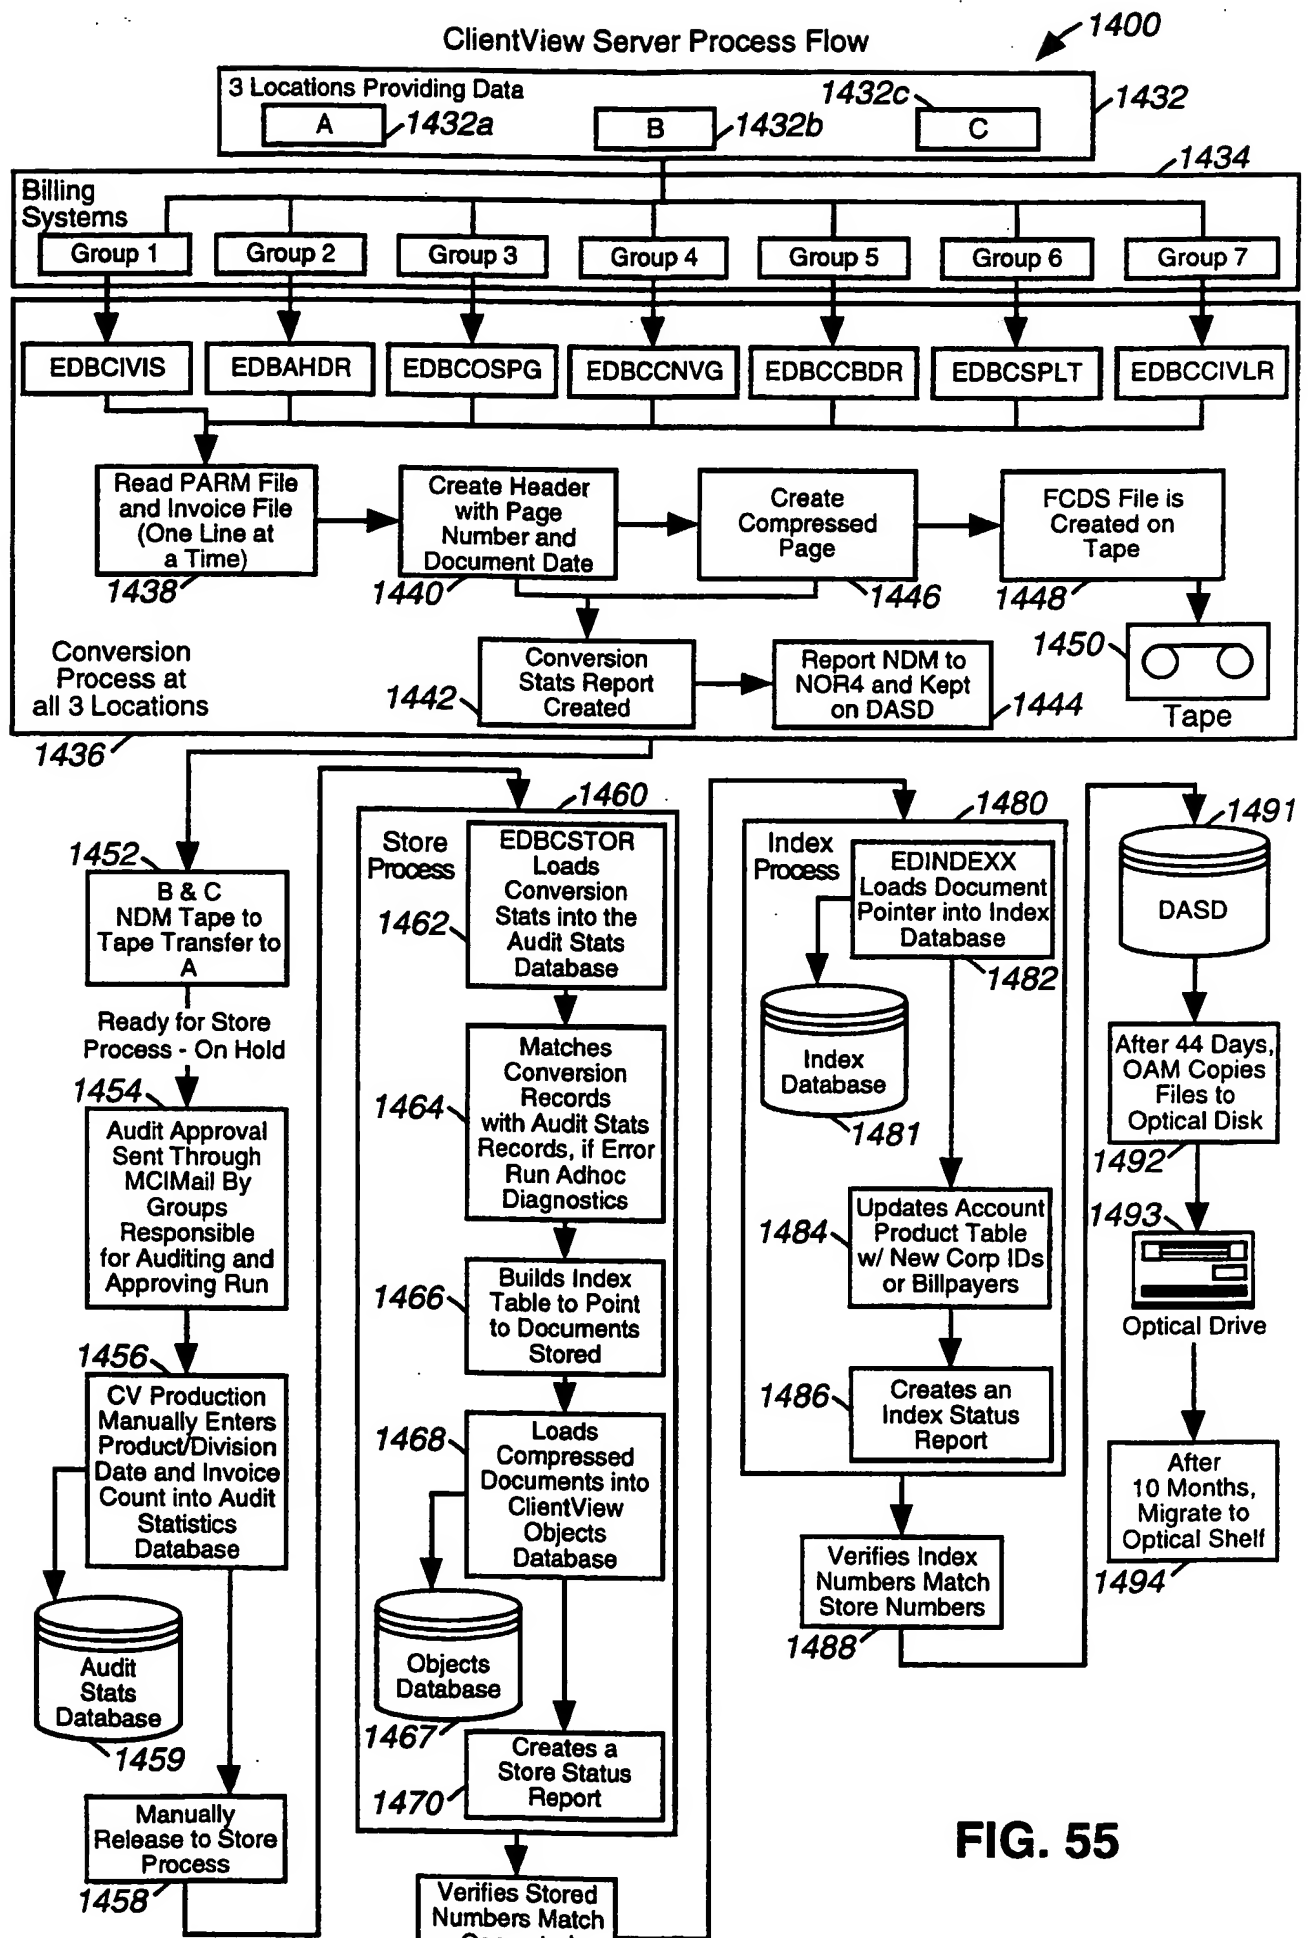 ClientView Server Process Flow
1400
3 Locations Providing Data
1432c
1432
A
1432a
B
1432b
C
1434
Billing
Systems
Group 1
Group 2
Group 3
Group 4
Group 5
Group 6
Group 7
EDBCIVIS
EDBAHDR
EDBCOSPG
EDBCCNVG
EDBCCBDR
EDBCSPLT
EDBCCIVLR
Read PARM File
and Invoice File
(One Line at
a Time)
1438
Create Header
with Page
Number and
Document Date
1440
Create
Compressed
Page
1446
FCDS File is
Created on
Tape
1448
1450
Tape
Conversion
Process at
all 3 Locations
1436
Conversion
Stats Report
Created
1442
Report NDM to
NOR4 and Kept
on DASD
1444
1452
B & C
NDM Tape to
Tape Transfer to
A
Ready for Store
Process - On Hold
1454
Audit Approval
Sent Through
MCIMail By
Groups
Responsible
for Auditing and
Approving Run
1456
CV Production
Manually Enters
Product/Division
Date and Invoice
Count into Audit
Statistics
Database
Audit
Stats
Database
1459
Manually
Release to Store
Process
1458
1460
Store
Process
EDBCSTOR
Loads
Conversion
Stats into the
Audit Stats
Database
1462
Matches
Conversion
Records
with Audit Stats
Records, if Error
Run Adhoc
Diagnostics
1464
Builds Index
Table to Point
to Documents
Stored
1466
Loads
Compressed
Documents into
ClientView
Objects
Database
1468
Objects
Database
1467
Creates a
Store Status
Report
1470
Verifies Stored
Numbers Match
1480
Index
Process
EDINDEXX
Loads Document
Pointer into Index
Database
1482
Index
Database
1481
Updates Account
Product Table
w/ New Corp IDs
or Billpayers
1484
Creates an
Index Status
Report
1486
Verifies Index
Numbers Match
Store Numbers
1488
1491
DASD
After 44 Days,
OAM Copies
Files to
Optical Disk
1492
1493
Optical Drive
After
10 Months,
Migrate to
Optical Shelf
1494
FIG. 55